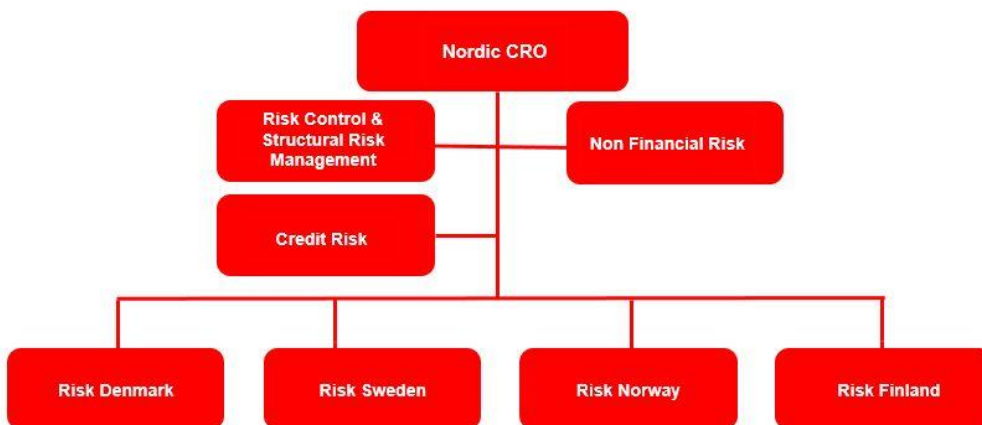 Nordic CRO
Risk Control &
Structural Risk
Management
Non Financial Risk
Credit Risk
Risk Denmark
Risk Sweden
Risk Norway
Risk Finland